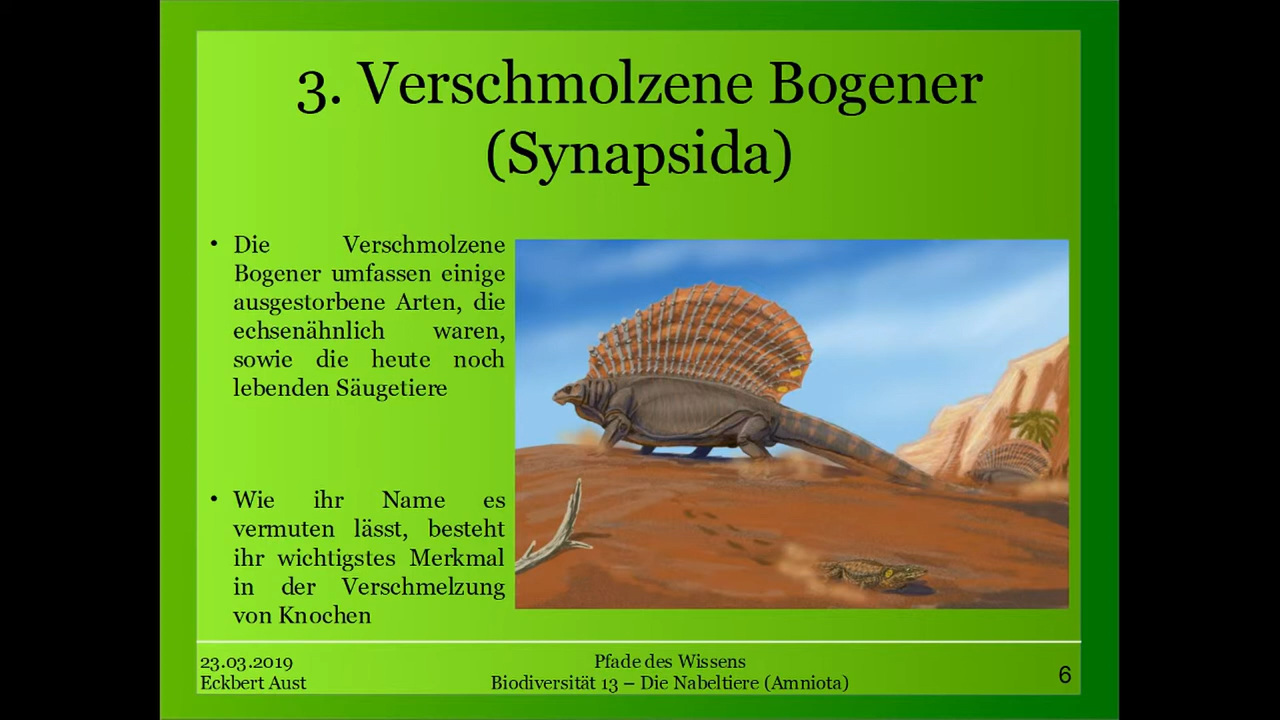 3. Verschmolzene Bogener
(Synapsida)
• Die Verschmolzene
Bogener umfassen einige
ausgestorbene Arten, die
echsenähnlich waren,
sowie die heute noch
lebenden Säugetiere
• Wie ihr Name es
vermuten lässt, besteht
ihr wichtigstes Merkmal
in der Verschmelzung
von Knochen
23.03.2019
Eckbert Aust
Pfade des Wissens
Biodiversität 13 – Die Nabeltiere (Amniota)
6